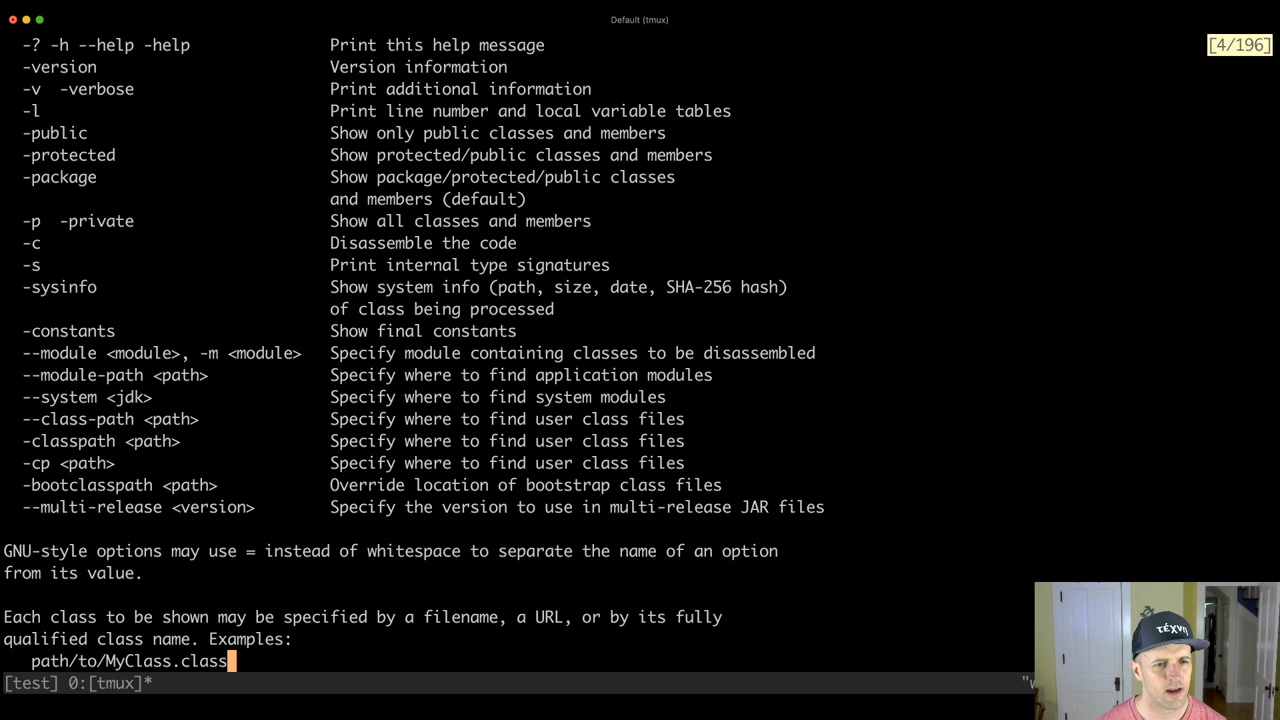 Default (tmux)
-? -h --help -help Print this help message
[4/196]
-version Version information
-v -verbose Print additional information
-l Print line number and local variable tables
-public Show only public classes and members
-protected Show protected/public classes and members
-package Show package/protected/public classes
and members (default)
-p -private Show all classes and members
-c Disassemble the code
-s Print internal type signatures
-sysinfo Show system info (path, size, date, SHA-256 hash)
of class being processed
-constants Show final constants
--module <module>, -m <module> Specify module containing classes to be disassembled
--module-path <path> Specify where to find application modules
--system <jdk> Specify where to find system modules
--class-path <path> Specify where to find user class files
-classpath <path> Specify where to find user class files
-cp <path> Specify where to find user class files
-bootclasspath <path> Override location of bootstrap class files
--multi-release <version> Specify the version to use in multi-release JAR files
GNU-style options may use = instead of whitespace to separate the name of an option
from its value.
Each class to be shown may be specified by a filename, a URL, or by its fully
qualified class name. Examples:
path/to/MyClass.class
[test] 0:[tmux]*
τέχνη